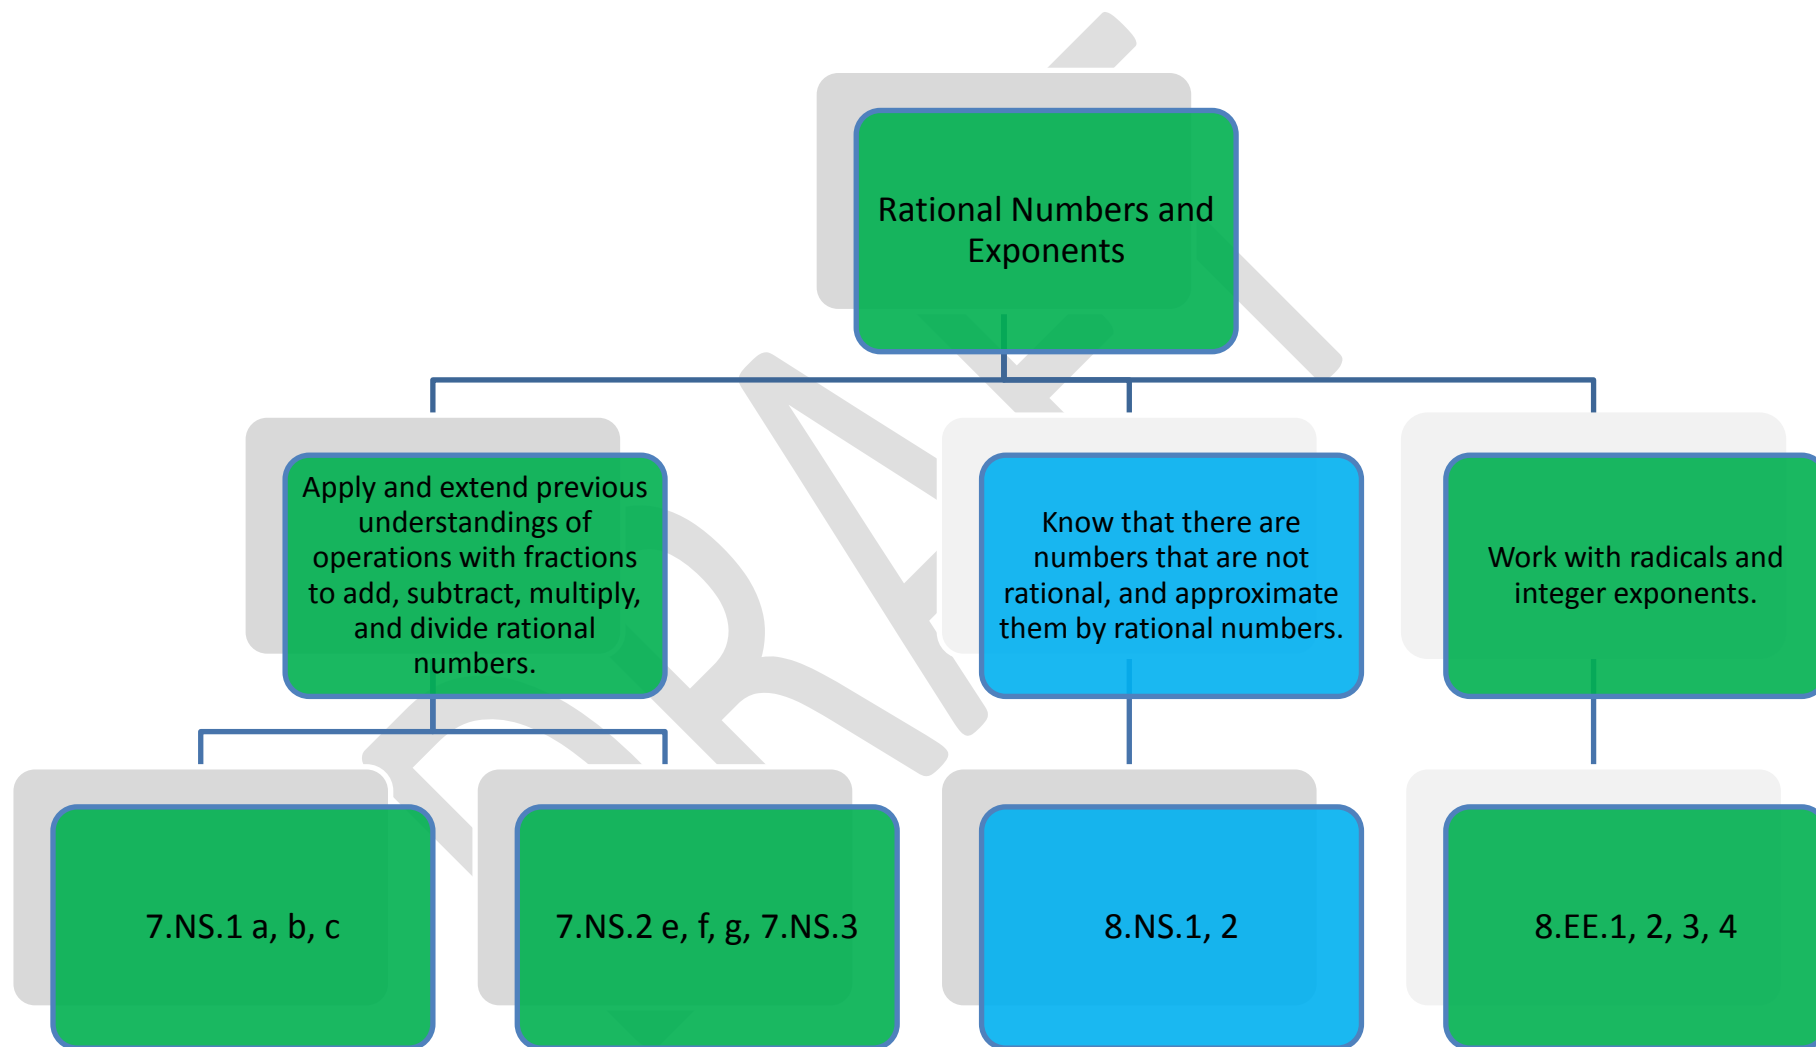 Rational Numbers and
Exponents
Apply and extend previous
understandings of
operations with fractions
to add, subtract, multiply,
and divide rational
numbers.
Know that there are
numbers that are not
rational, and approximate
them by rational numbers.
Work with radicals and
integer exponents.
7.NS.1 a, b, c
7.NS.2 e, f, g, 7.NS.3
8.NS.1, 2
8.EE.1, 2, 3, 4
DRAFT